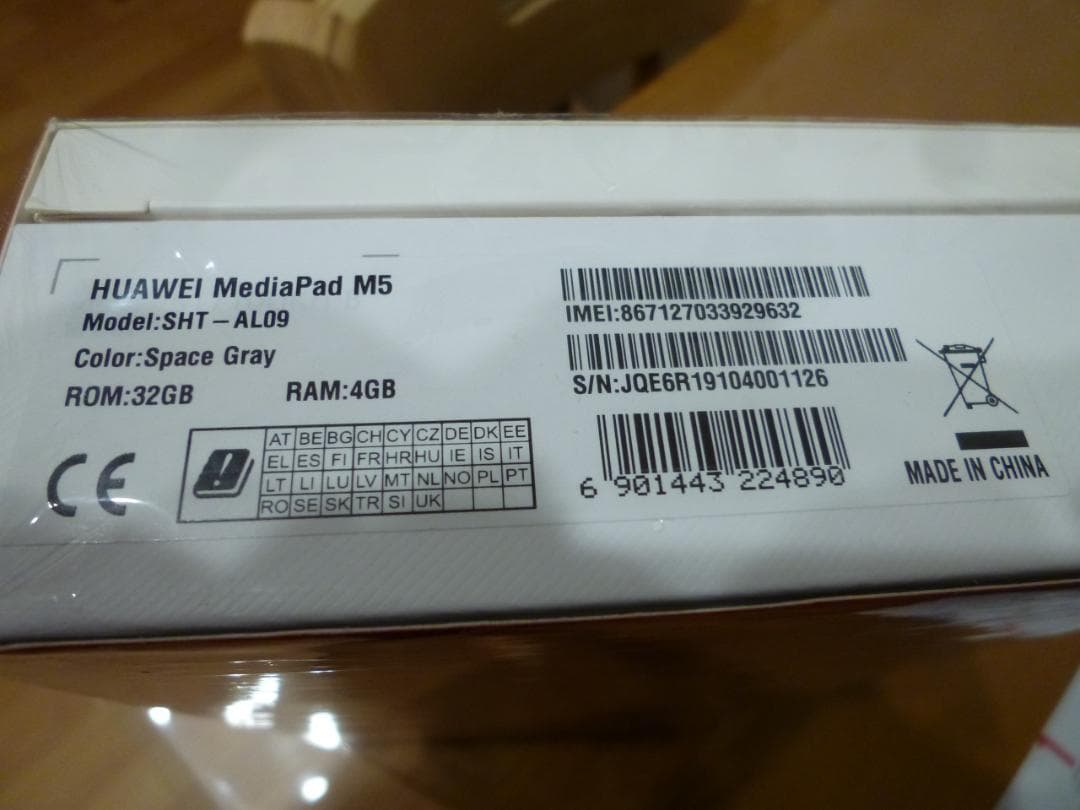 HUAWEI MediaPad M5
Model:SHT-AL09
Color:Space Gray
ROM:32GB RAM:4GB
CE
AT BE BG CH CY CZ DE DK EE
EL ES FI FR HR HU IE IS IT
LT LI LU LV MT NL NO PL PT
RO SE SK TR SI UK
IMEI:867127033929632
S/N:JQE6R19104001126
6 901443 224890
MADE IN CHINA